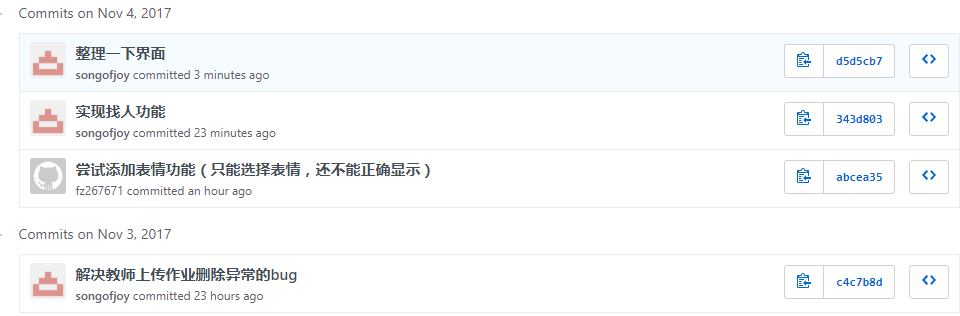 Commits on Nov 4, 2017
整理一下界面
songofjoy committed 3 minutes ago
d5d5cb7
实现找人功能
songofjoy committed 23 minutes ago
343d803
尝试添加表情功能（只能选择表情，还不能正确显示）
fz267671 committed an hour ago
abcea35
Commits on Nov 3, 2017
解决教师上传作业删除异常的bug
songofjoy committed 23 hours ago
c4c7b8d